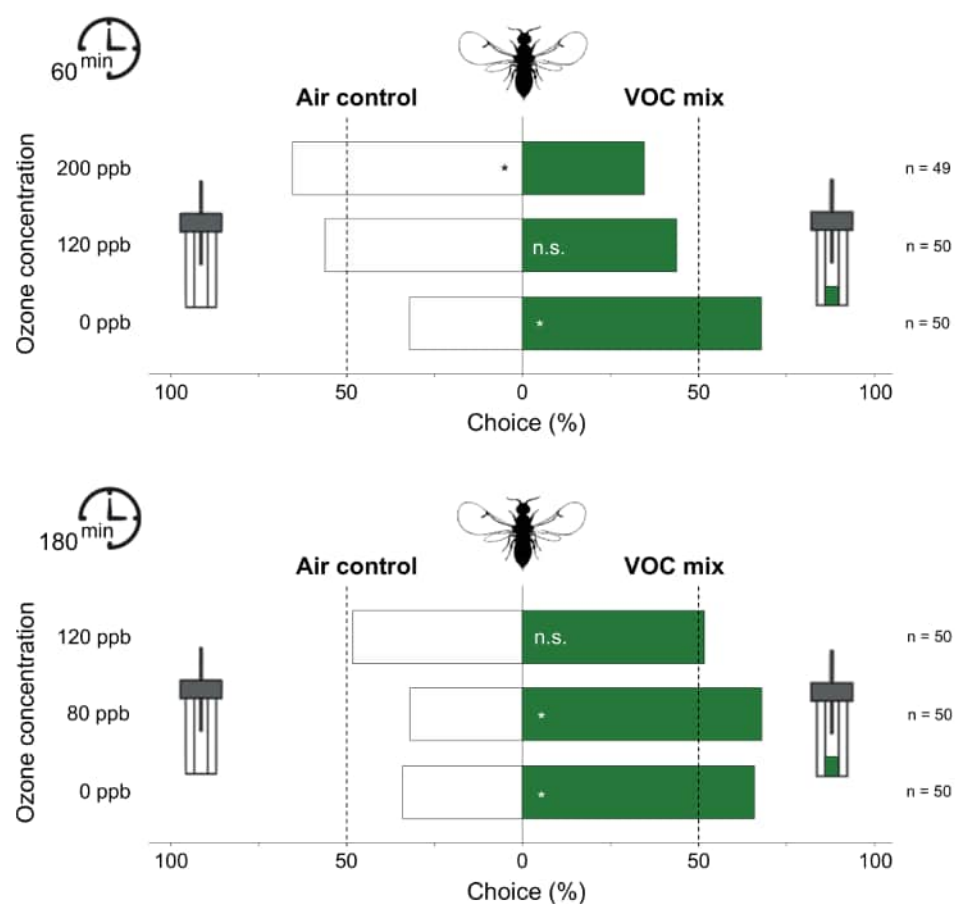 60 min
Air control VOC mix
Ozone concentration
200 ppb * n = 49
120 ppb n.s. n = 50
0 ppb * n = 50
100 50 0 50 100
Choice (%)
180 min
Air control VOC mix
Ozone concentration
120 ppb n.s. n = 50
80 ppb * n = 50
0 ppb * n = 50
100 50 0 50 100
Choice (%)